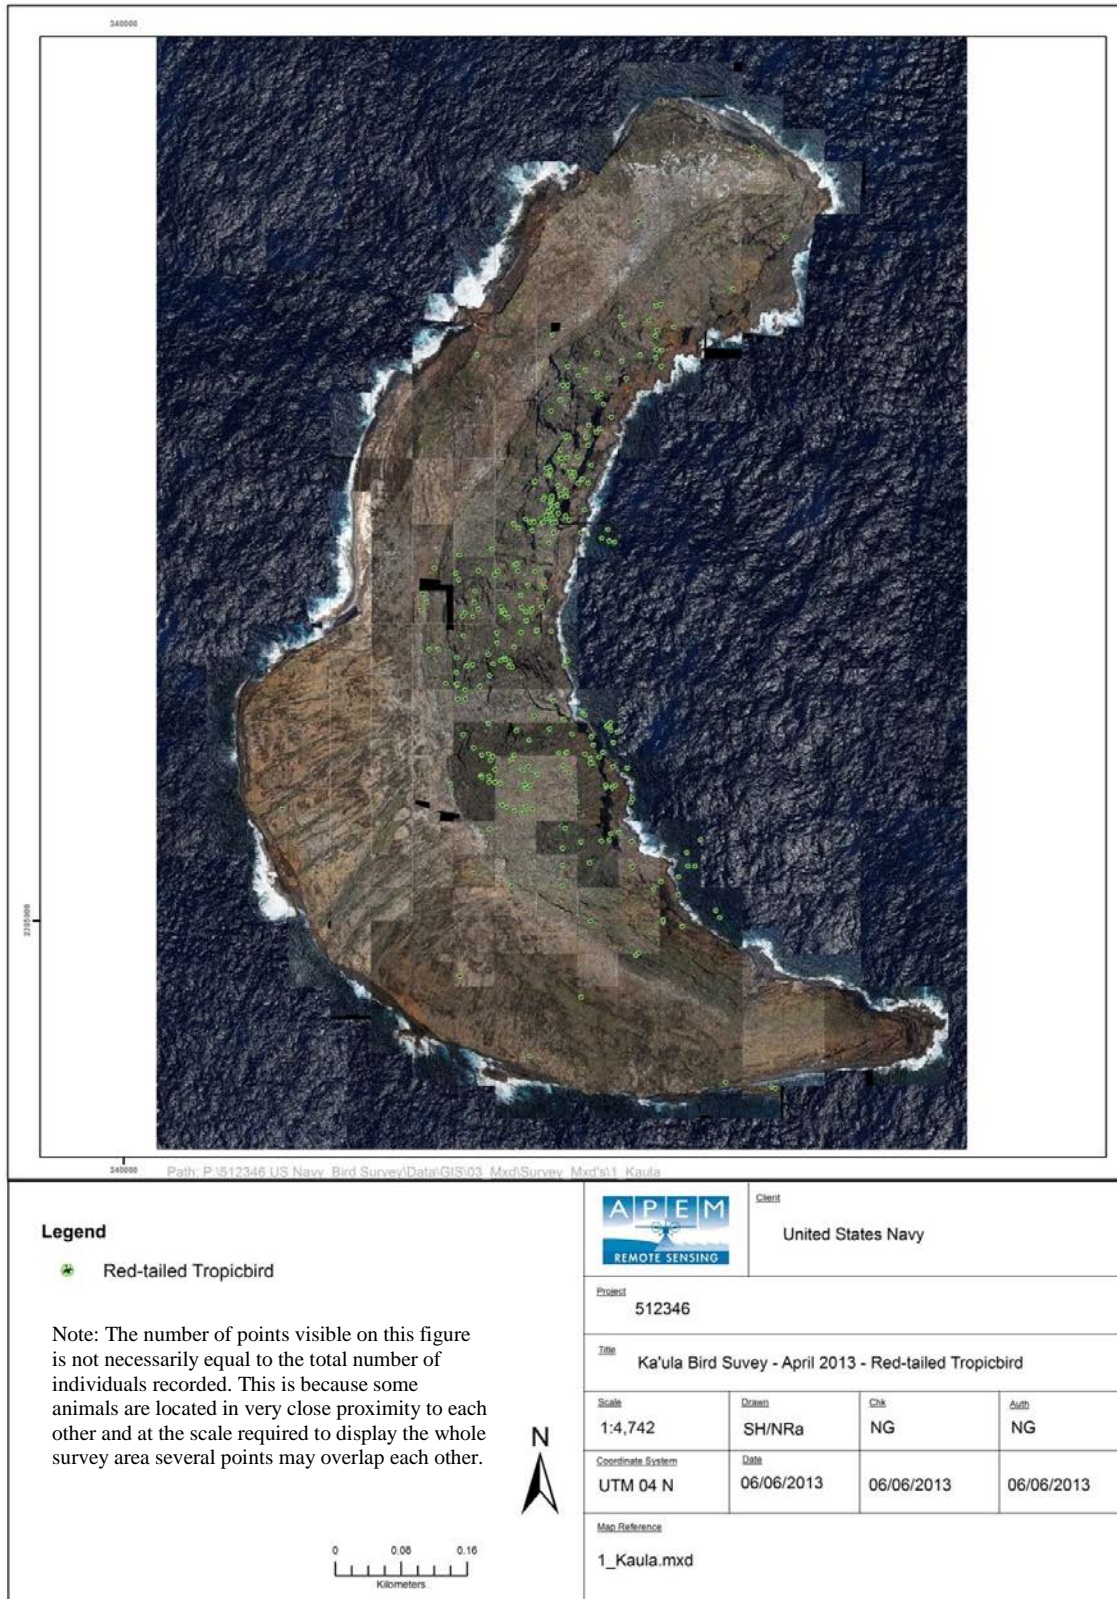 340000
2395900
340000
Path: P:\512346 US Navy Bird Survey\Data\GIS\03_Mxd\Survey_Mxd's\1_Kaula
Legend
Red-tailed Tropicbird
Note: The number of points visible on this figure
is not necessarily equal to the total number of
individuals recorded. This is because some
animals are located in very close proximity to each
other and at the scale required to display the whole
survey area several points may overlap each other.
N
0 0.08 0.16
Kilometers
APEM
REMOTE SENSING
Client
United States Navy
Project
512346
Title
Ka'ula Bird Suvey - April 2013 - Red-tailed Tropicbird
Scale
1:4,742
Drawn
SH/NRa
Chk
NG
Auth
NG
Coordinate System
UTM 04 N
Date
06/06/2013
06/06/2013
06/06/2013
Map Reference
1_Kaula.mxd